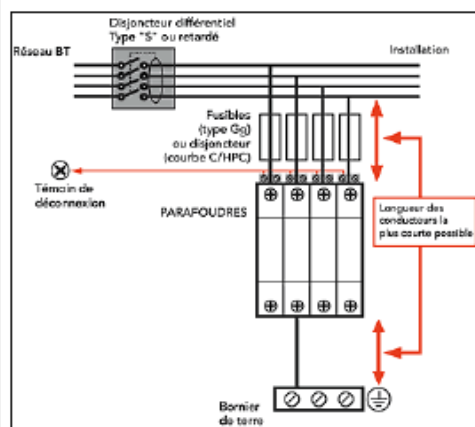 Disjoncteur différentiel
Type "S" ou retardé
Réseau BT
Installation
Fusibles
(type Gg)
ou disjoncteur
(courbe C/HPC)
Témoin de
déconnexion
PARAFOUDRES
Longueur des
conducteurs la
plus courte possible
Bornier
de terre